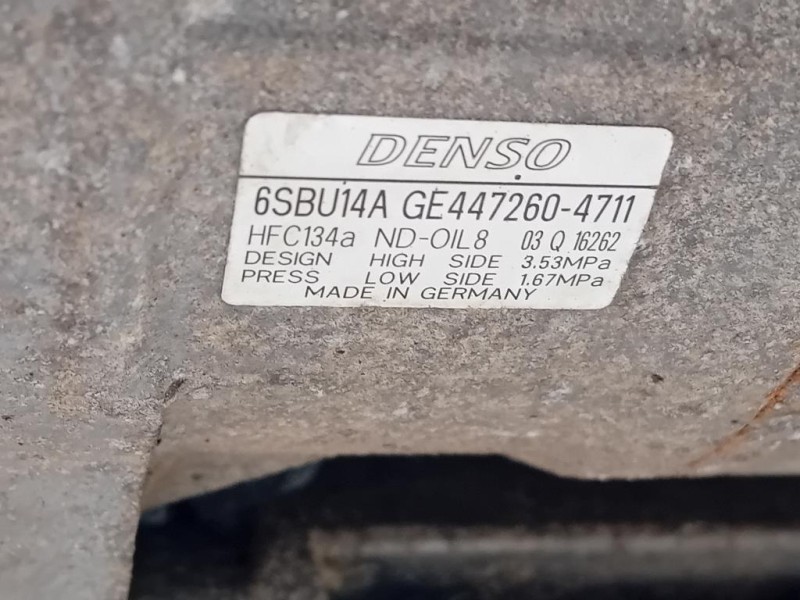 DENSO
6SBU14A GE447260-4711
HFC134a ND-OIL8 03 Q 16262
DESIGN HIGH SIDE 3.53MPa
PRESS LOW SIDE 1.67MPa
MADE IN GERMANY